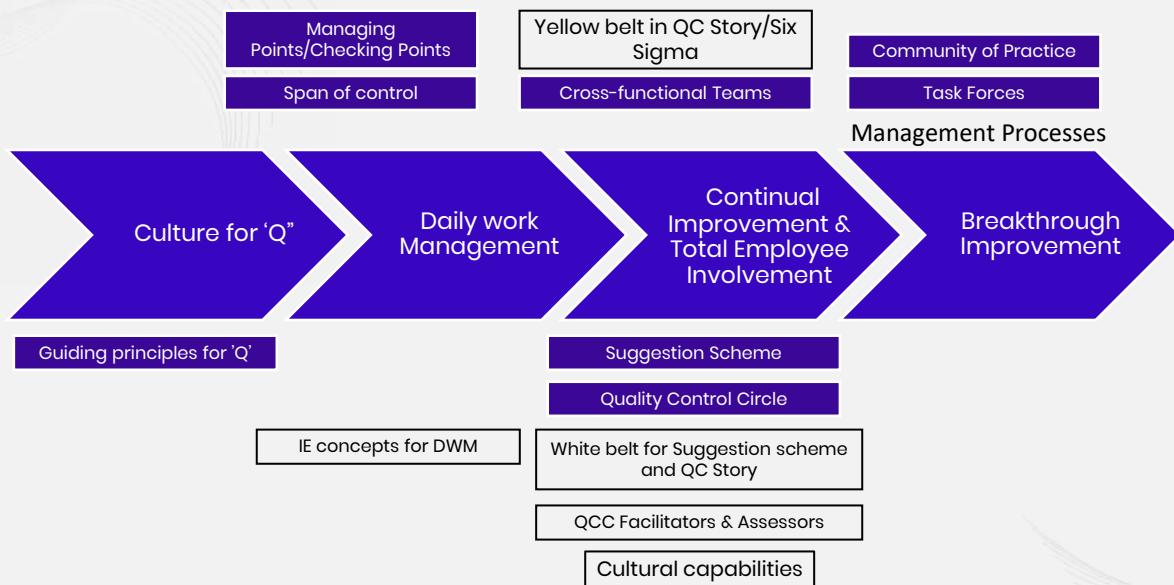 Managing
Points/Checking Points
Yellow belt in QC Story/Six
Sigma
Community of Practice
Span of control
Cross-functional Teams
Task Forces
Management Processes
Culture for ‘Q”
Daily work
Management
Continual
Improvement &
Total Employee
Involvement
Breakthrough
Improvement
Guiding principles for ’Q’
Suggestion Scheme
Quality Control Circle
IE concepts for DWM
White belt for Suggestion scheme
and QC Story
QCC Facilitators & Assessors
Cultural capabilities